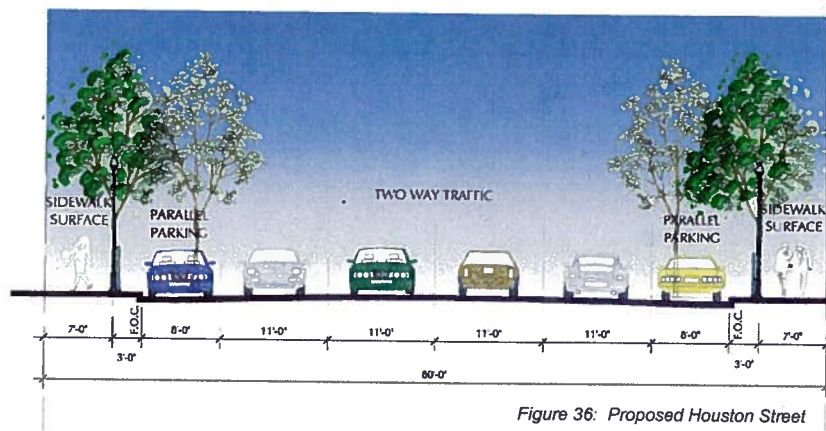 TWO WAY TRAFFIC
SIDEWALK
SURFACE
PARALLEL
PARKING
PARALLEL
PARKING
SIDEWALK
SURFACE
7'-0"
F.O.C.
8'-0"
11'-0"
11'-0"
11'-0"
11'-0"
8'-0"
F.O.C.
7'-0"
3'-0"
3'-0"
80'-0"
Figure 36: Proposed Houston Street